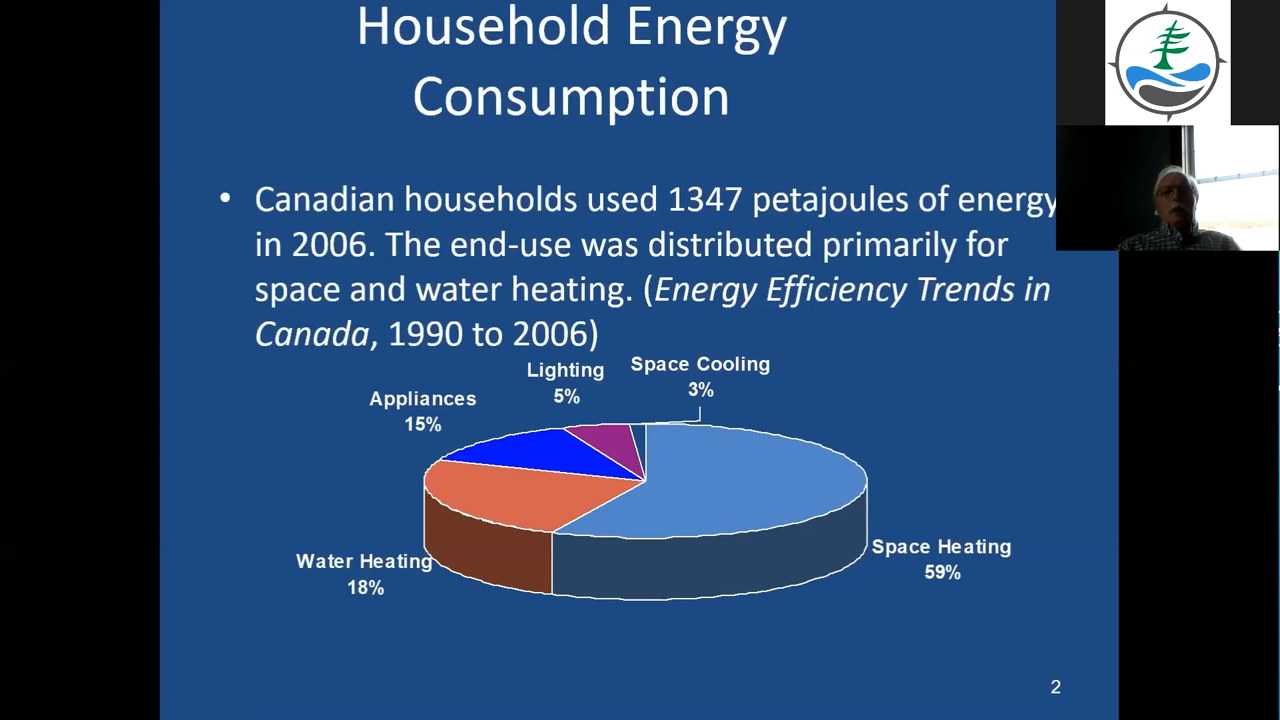 Household Energy
Consumption
• Canadian households used 1347 petajoules of energy
in 2006. The end-use was distributed primarily for
space and water heating. (Energy Efficiency Trends in
Canada, 1990 to 2006)
Lighting
5%
Space Cooling
3%
Appliances
15%
Space Heating
59%
Water Heating
18%
2